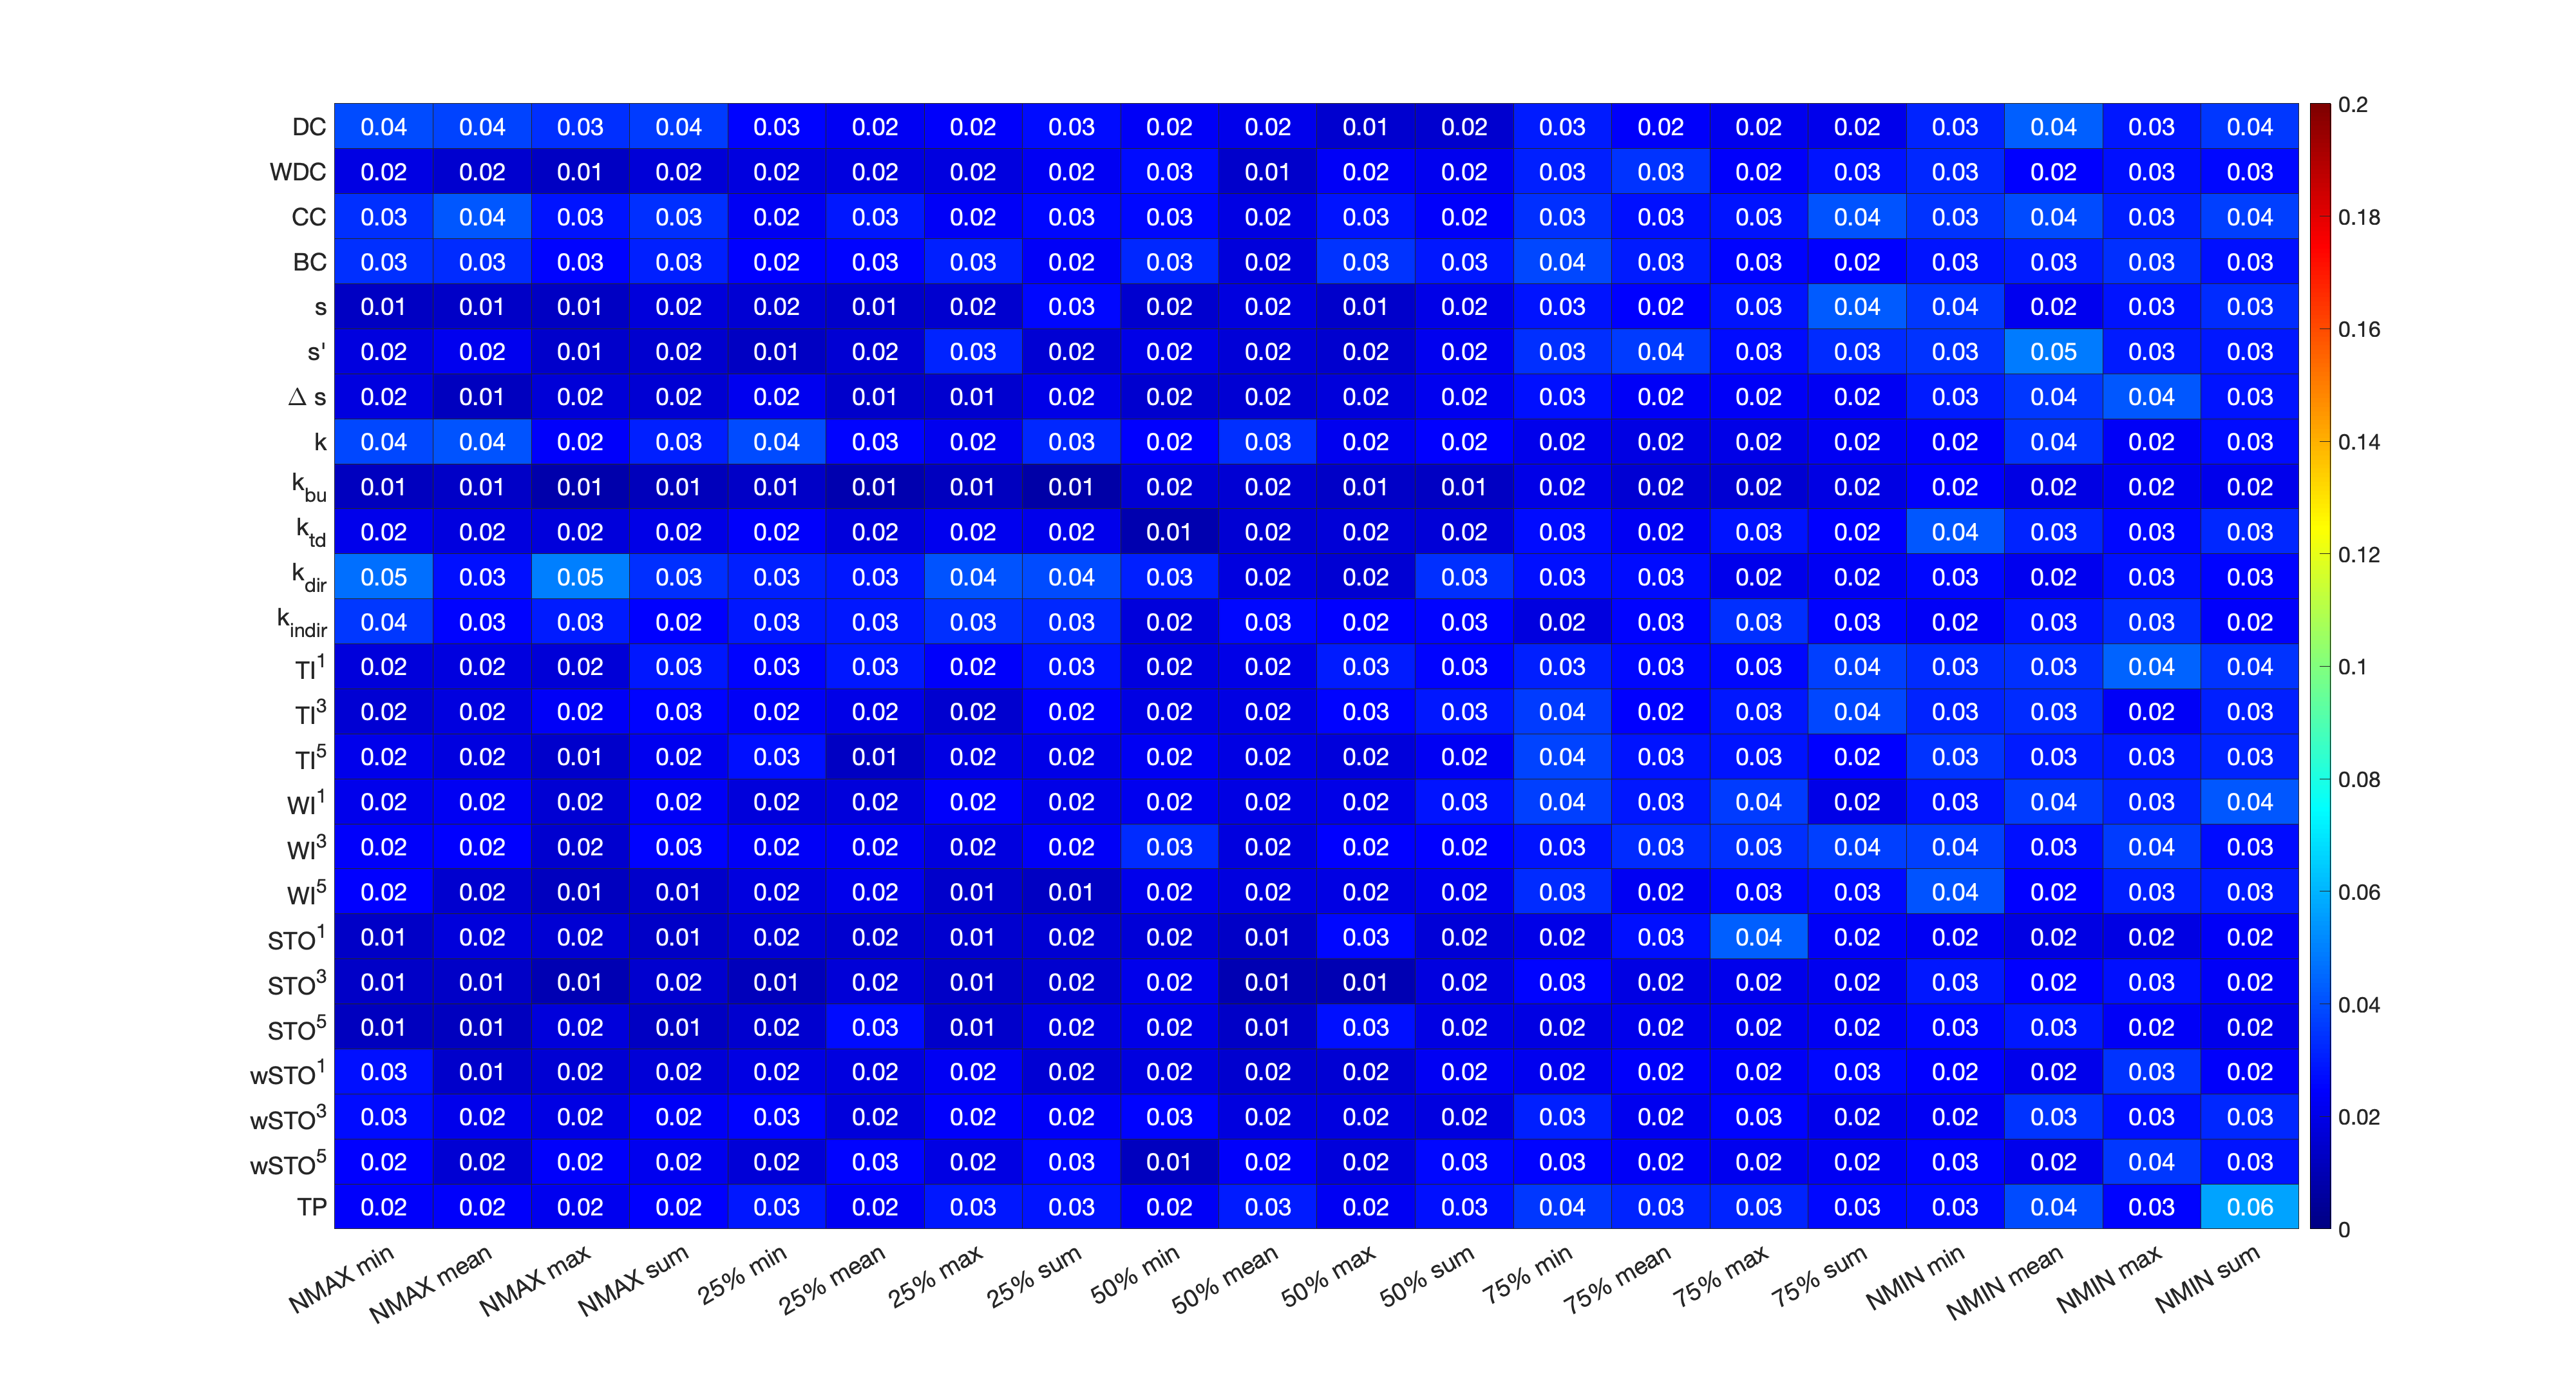 DC 0.04 0.04 0.03 0.04 0.03 0.02 0.02 0.03 0.02 0.02 0.01 0.02 0.03 0.02 0.02 0.02 0.03 0.04 0.03 0.04
WDC 0.02 0.02 0.01 0.02 0.02 0.02 0.02 0.02 0.03 0.01 0.02 0.02 0.03 0.03 0.02 0.03 0.03 0.02 0.03 0.03
CC 0.03 0.04 0.03 0.03 0.02 0.03 0.02 0.03 0.03 0.02 0.03 0.02 0.03 0.03 0.03 0.04 0.03 0.04 0.03 0.04
BC 0.03 0.03 0.03 0.03 0.02 0.03 0.03 0.02 0.03 0.02 0.03 0.03 0.04 0.03 0.03 0.02 0.03 0.03 0.03 0.03
s 0.01 0.01 0.01 0.02 0.02 0.01 0.02 0.03 0.02 0.02 0.01 0.02 0.03 0.02 0.03 0.04 0.04 0.02 0.03 0.03
s' 0.02 0.02 0.01 0.02 0.01 0.02 0.03 0.02 0.02 0.02 0.02 0.02 0.03 0.04 0.03 0.03 0.03 0.05 0.03 0.03
Δ s 0.02 0.01 0.02 0.02 0.02 0.01 0.01 0.02 0.02 0.02 0.02 0.02 0.03 0.02 0.02 0.02 0.03 0.04 0.04 0.03
k 0.04 0.04 0.02 0.03 0.04 0.03 0.02 0.03 0.02 0.03 0.02 0.02 0.02 0.02 0.02 0.02 0.02 0.04 0.02 0.03
k_bu 0.01 0.01 0.01 0.01 0.01 0.01 0.01 0.01 0.02 0.02 0.01 0.01 0.02 0.02 0.02 0.02 0.02 0.02 0.02 0.02
k_td 0.02 0.02 0.02 0.02 0.02 0.02 0.02 0.02 0.01 0.02 0.02 0.02 0.03 0.02 0.03 0.02 0.04 0.03 0.03 0.03
k_dir 0.05 0.03 0.05 0.03 0.03 0.03 0.04 0.04 0.03 0.02 0.02 0.03 0.03 0.03 0.02 0.02 0.03 0.02 0.03 0.03
k_indir 0.04 0.03 0.03 0.02 0.03 0.03 0.03 0.03 0.02 0.03 0.02 0.03 0.02 0.03 0.03 0.03 0.02 0.03 0.03 0.02
TI^1 0.02 0.02 0.02 0.03 0.03 0.03 0.02 0.03 0.02 0.02 0.03 0.03 0.03 0.03 0.03 0.04 0.03 0.03 0.04 0.04
TI^3 0.02 0.02 0.02 0.03 0.02 0.02 0.02 0.02 0.02 0.02 0.03 0.03 0.04 0.02 0.03 0.04 0.03 0.03 0.02 0.03
TI^5 0.02 0.02 0.01 0.02 0.03 0.01 0.02 0.02 0.02 0.02 0.02 0.02 0.04 0.03 0.03 0.02 0.03 0.03 0.03 0.03
WI^1 0.02 0.02 0.02 0.02 0.02 0.02 0.02 0.02 0.02 0.02 0.02 0.03 0.04 0.03 0.04 0.02 0.03 0.04 0.03 0.04
WI^3 0.02 0.02 0.02 0.03 0.02 0.02 0.02 0.02 0.03 0.02 0.02 0.02 0.03 0.03 0.03 0.04 0.04 0.03 0.04 0.03
WI^5 0.02 0.02 0.01 0.01 0.02 0.02 0.01 0.01 0.02 0.02 0.02 0.02 0.03 0.02 0.03 0.03 0.04 0.02 0.03 0.03
STO^1 0.01 0.02 0.02 0.01 0.02 0.02 0.01 0.02 0.02 0.01 0.03 0.02 0.02 0.03 0.04 0.02 0.02 0.02 0.02 0.02
STO^3 0.01 0.01 0.01 0.02 0.01 0.02 0.01 0.02 0.02 0.01 0.01 0.02 0.03 0.02 0.02 0.02 0.03 0.02 0.03 0.02
STO^5 0.01 0.01 0.02 0.01 0.02 0.03 0.01 0.02 0.02 0.01 0.03 0.02 0.02 0.02 0.02 0.02 0.03 0.03 0.02 0.02
wSTO^1 0.03 0.01 0.02 0.02 0.02 0.02 0.02 0.02 0.02 0.02 0.02 0.02 0.02 0.02 0.02 0.03 0.02 0.02 0.03 0.02
wSTO^3 0.03 0.02 0.02 0.02 0.03 0.02 0.02 0.02 0.03 0.02 0.02 0.02 0.03 0.02 0.03 0.02 0.02 0.03 0.03 0.03
wSTO^5 0.02 0.02 0.02 0.02 0.02 0.03 0.02 0.03 0.01 0.02 0.02 0.03 0.03 0.02 0.02 0.02 0.03 0.02 0.04 0.03
TP 0.02 0.02 0.02 0.02 0.03 0.02 0.03 0.03 0.02 0.03 0.02 0.03 0.04 0.03 0.03 0.03 0.03 0.04 0.03 0.06
NMAX min NMAX mean NMAX max NMAX sum 25% min 25% mean 25% max 25% sum 50% min 50% mean 50% max 50% sum 75% min 75% mean 75% max 75% sum NMIN min NMIN mean NMIN max NMIN sum
0.2
0.18
0.16
0.14
0.12
0.1
0.08
0.06
0.04
0.02
0